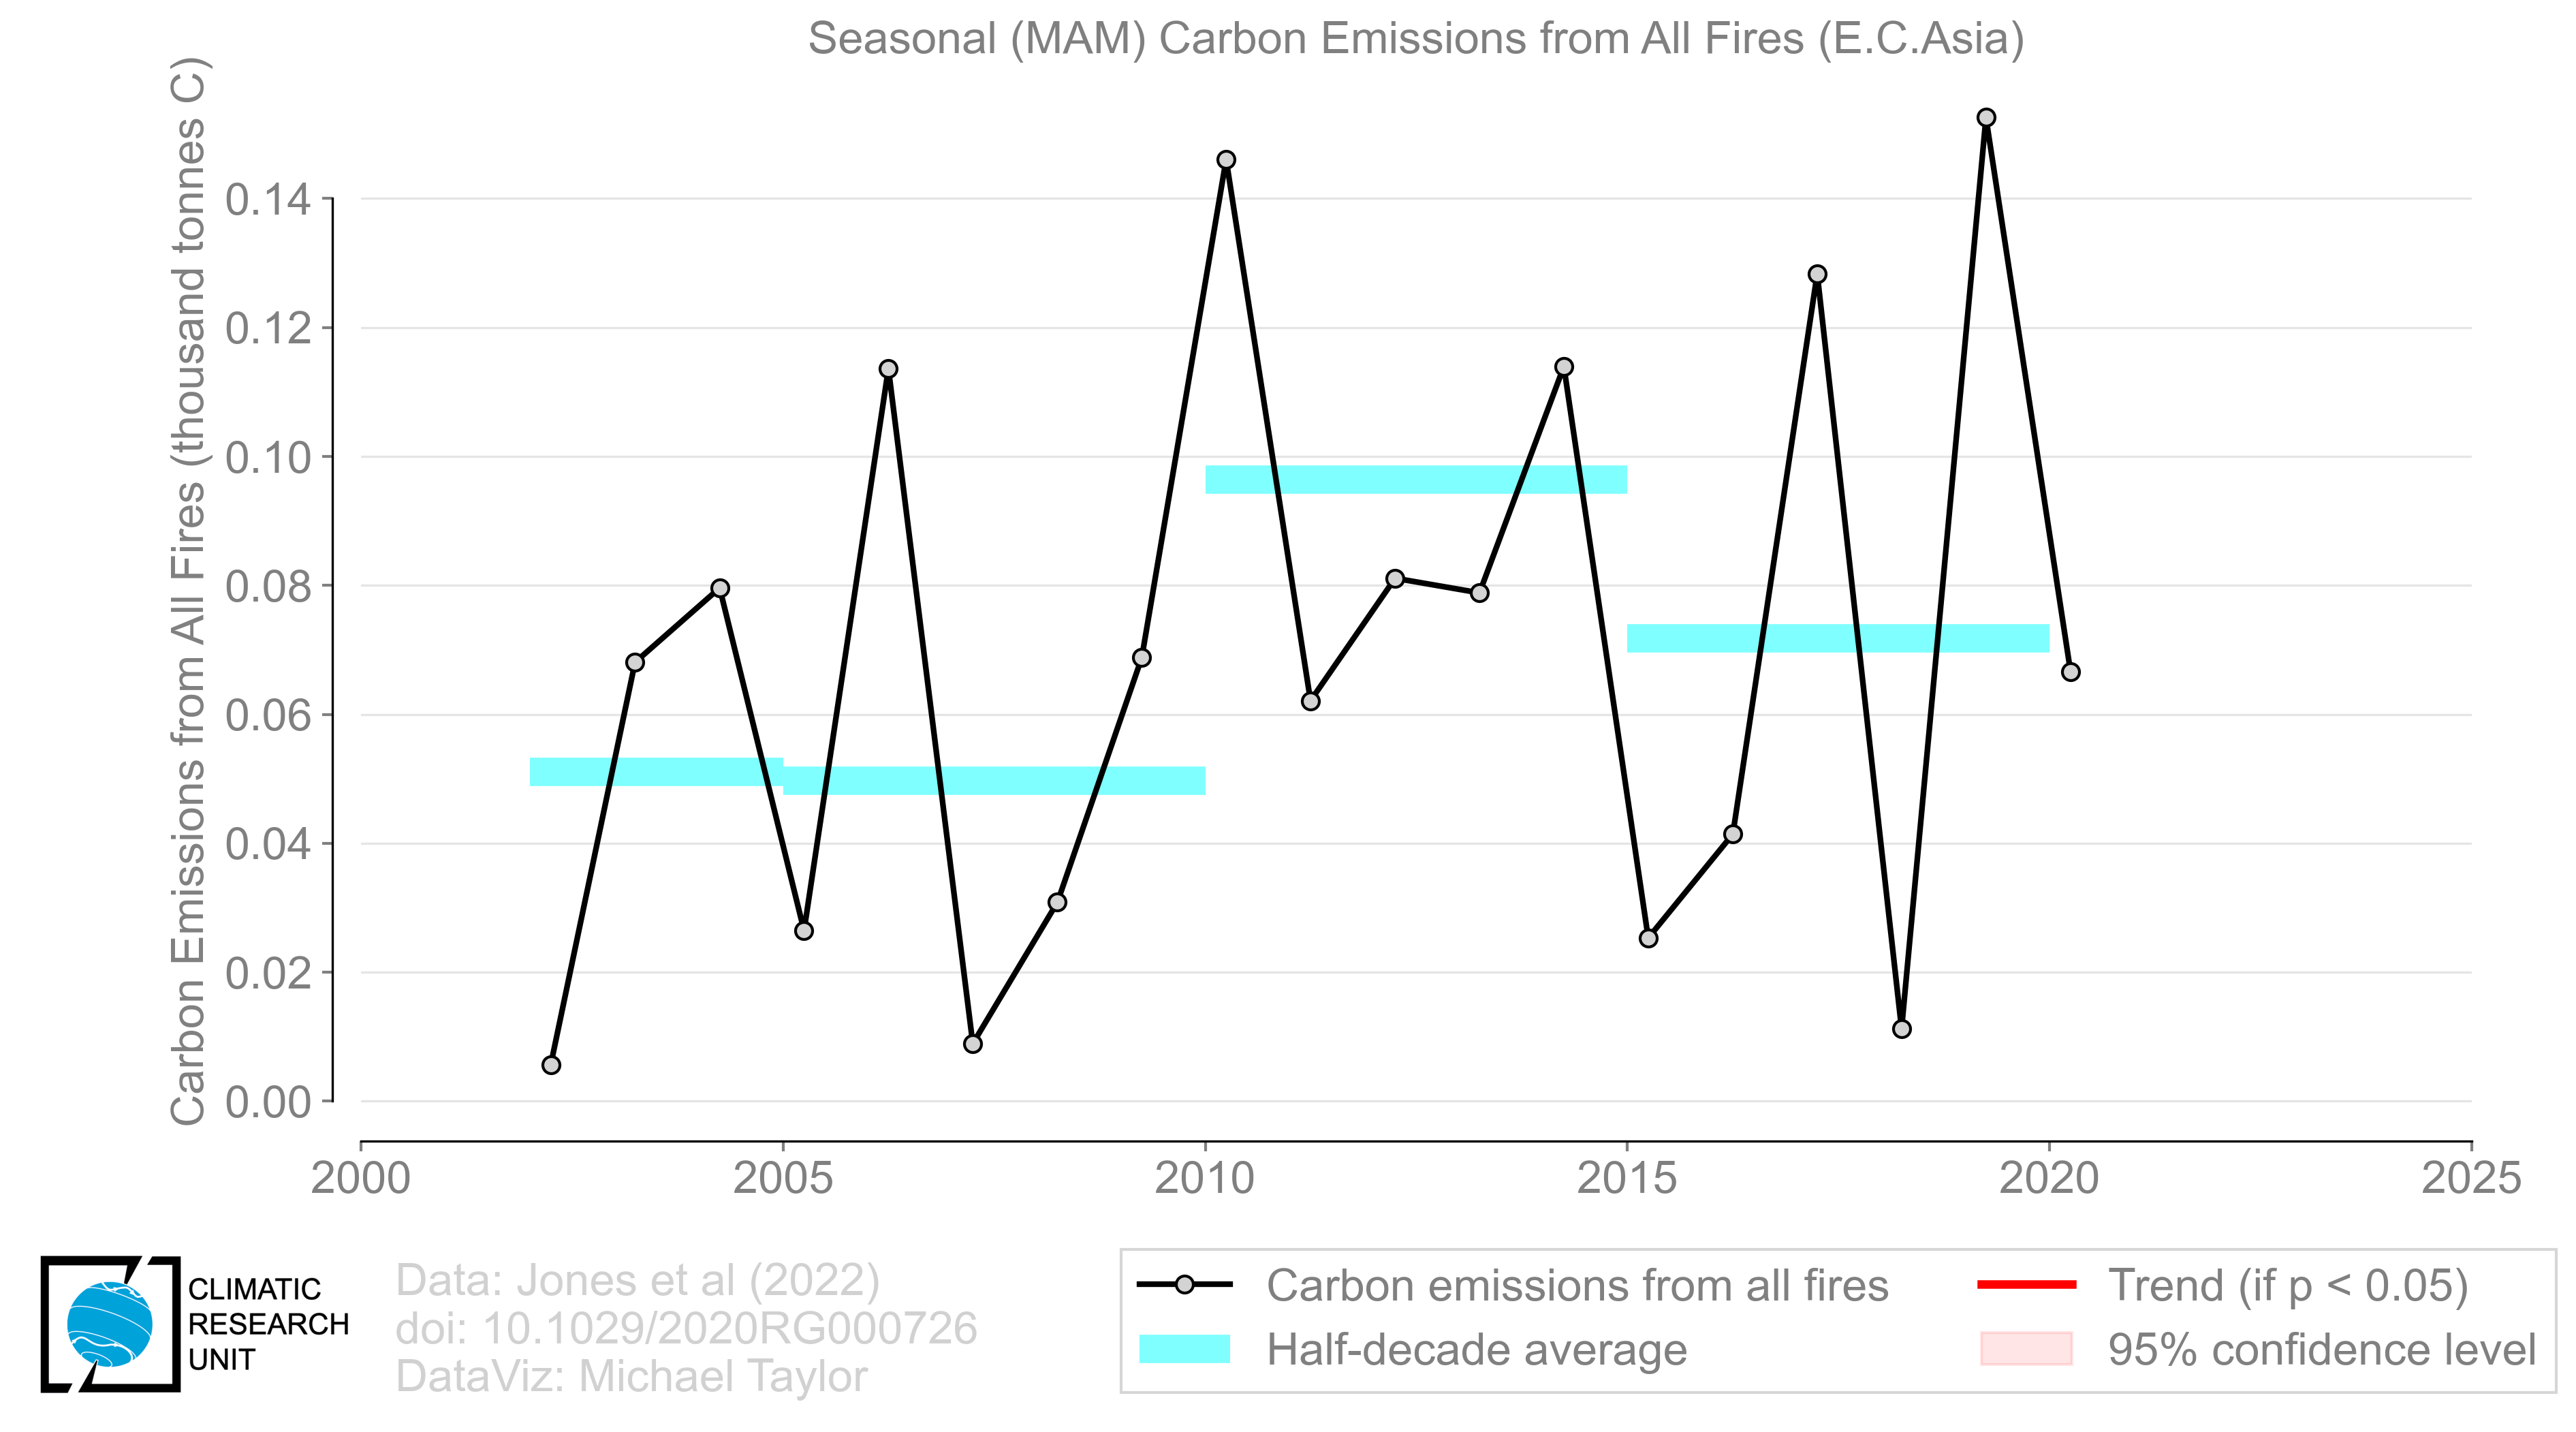 Seasonal (MAM) Carbon Emissions from All Fires (E.C.Asia)
Carbon Emissions from All Fires (thousand tonnes C)
0.14
0.12
0.10
0.08
0.06
0.04
0.02
0.00
2000
2005
2010
2015
2020
2025
CLIMATIC
RESEARCH
UNIT
Data: Jones et al (2022)
doi: 10.1029/2020RG000726
DataViz: Michael Taylor
Carbon emissions from all fires
Half-decade average
Trend (if p < 0.05)
95% confidence level